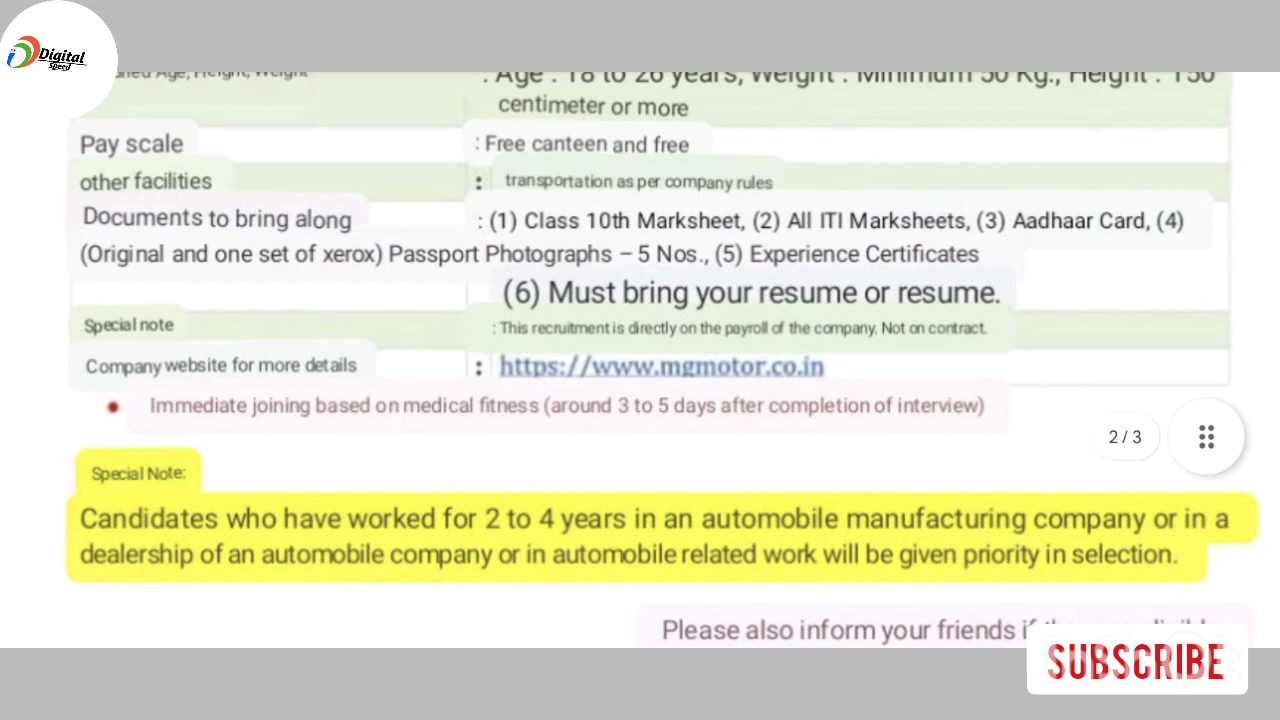 Digital
Speed
Age, Height, Weight : Age : 18 to 26 years, Weight : Minimum 50 Kg., Height : 150
centimeter or more
Pay scale : Free canteen and free
other facilities : transportation as per company rules
Documents to bring along : (1) Class 10th Marksheet, (2) All ITI Marksheets, (3) Aadhaar Card, (4)
(Original and one set of xerox) Passport Photographs – 5 Nos., (5) Experience Certificates
(6) Must bring your resume or resume.
Special note : This recruitment is directly on the payroll of the company. Not on contract.
Company website for more details : https://www.mgmotor.co.in
• Immediate joining based on medical fitness (around 3 to 5 days after completion of interview)
2 / 3
Special Note:
Candidates who have worked for 2 to 4 years in an automobile manufacturing company or in a
dealership of an automobile company or in automobile related work will be given priority in selection.
Please also inform your friends
SUBSCRIBE